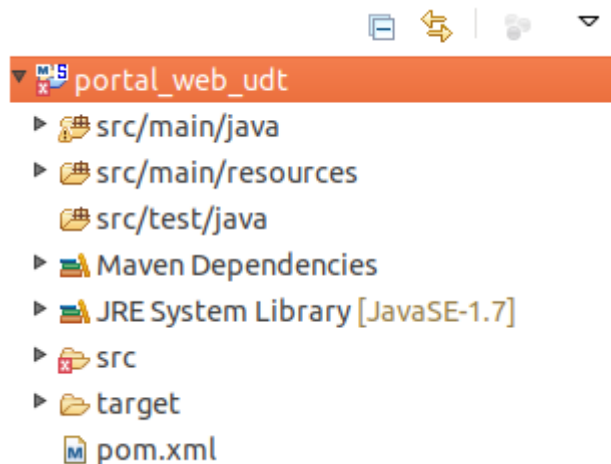 portal_web_udt
src/main/java
src/main/resources
src/test/java
Maven Dependencies
JRE System Library [JavaSE-1.7]
src
target
pom.xml